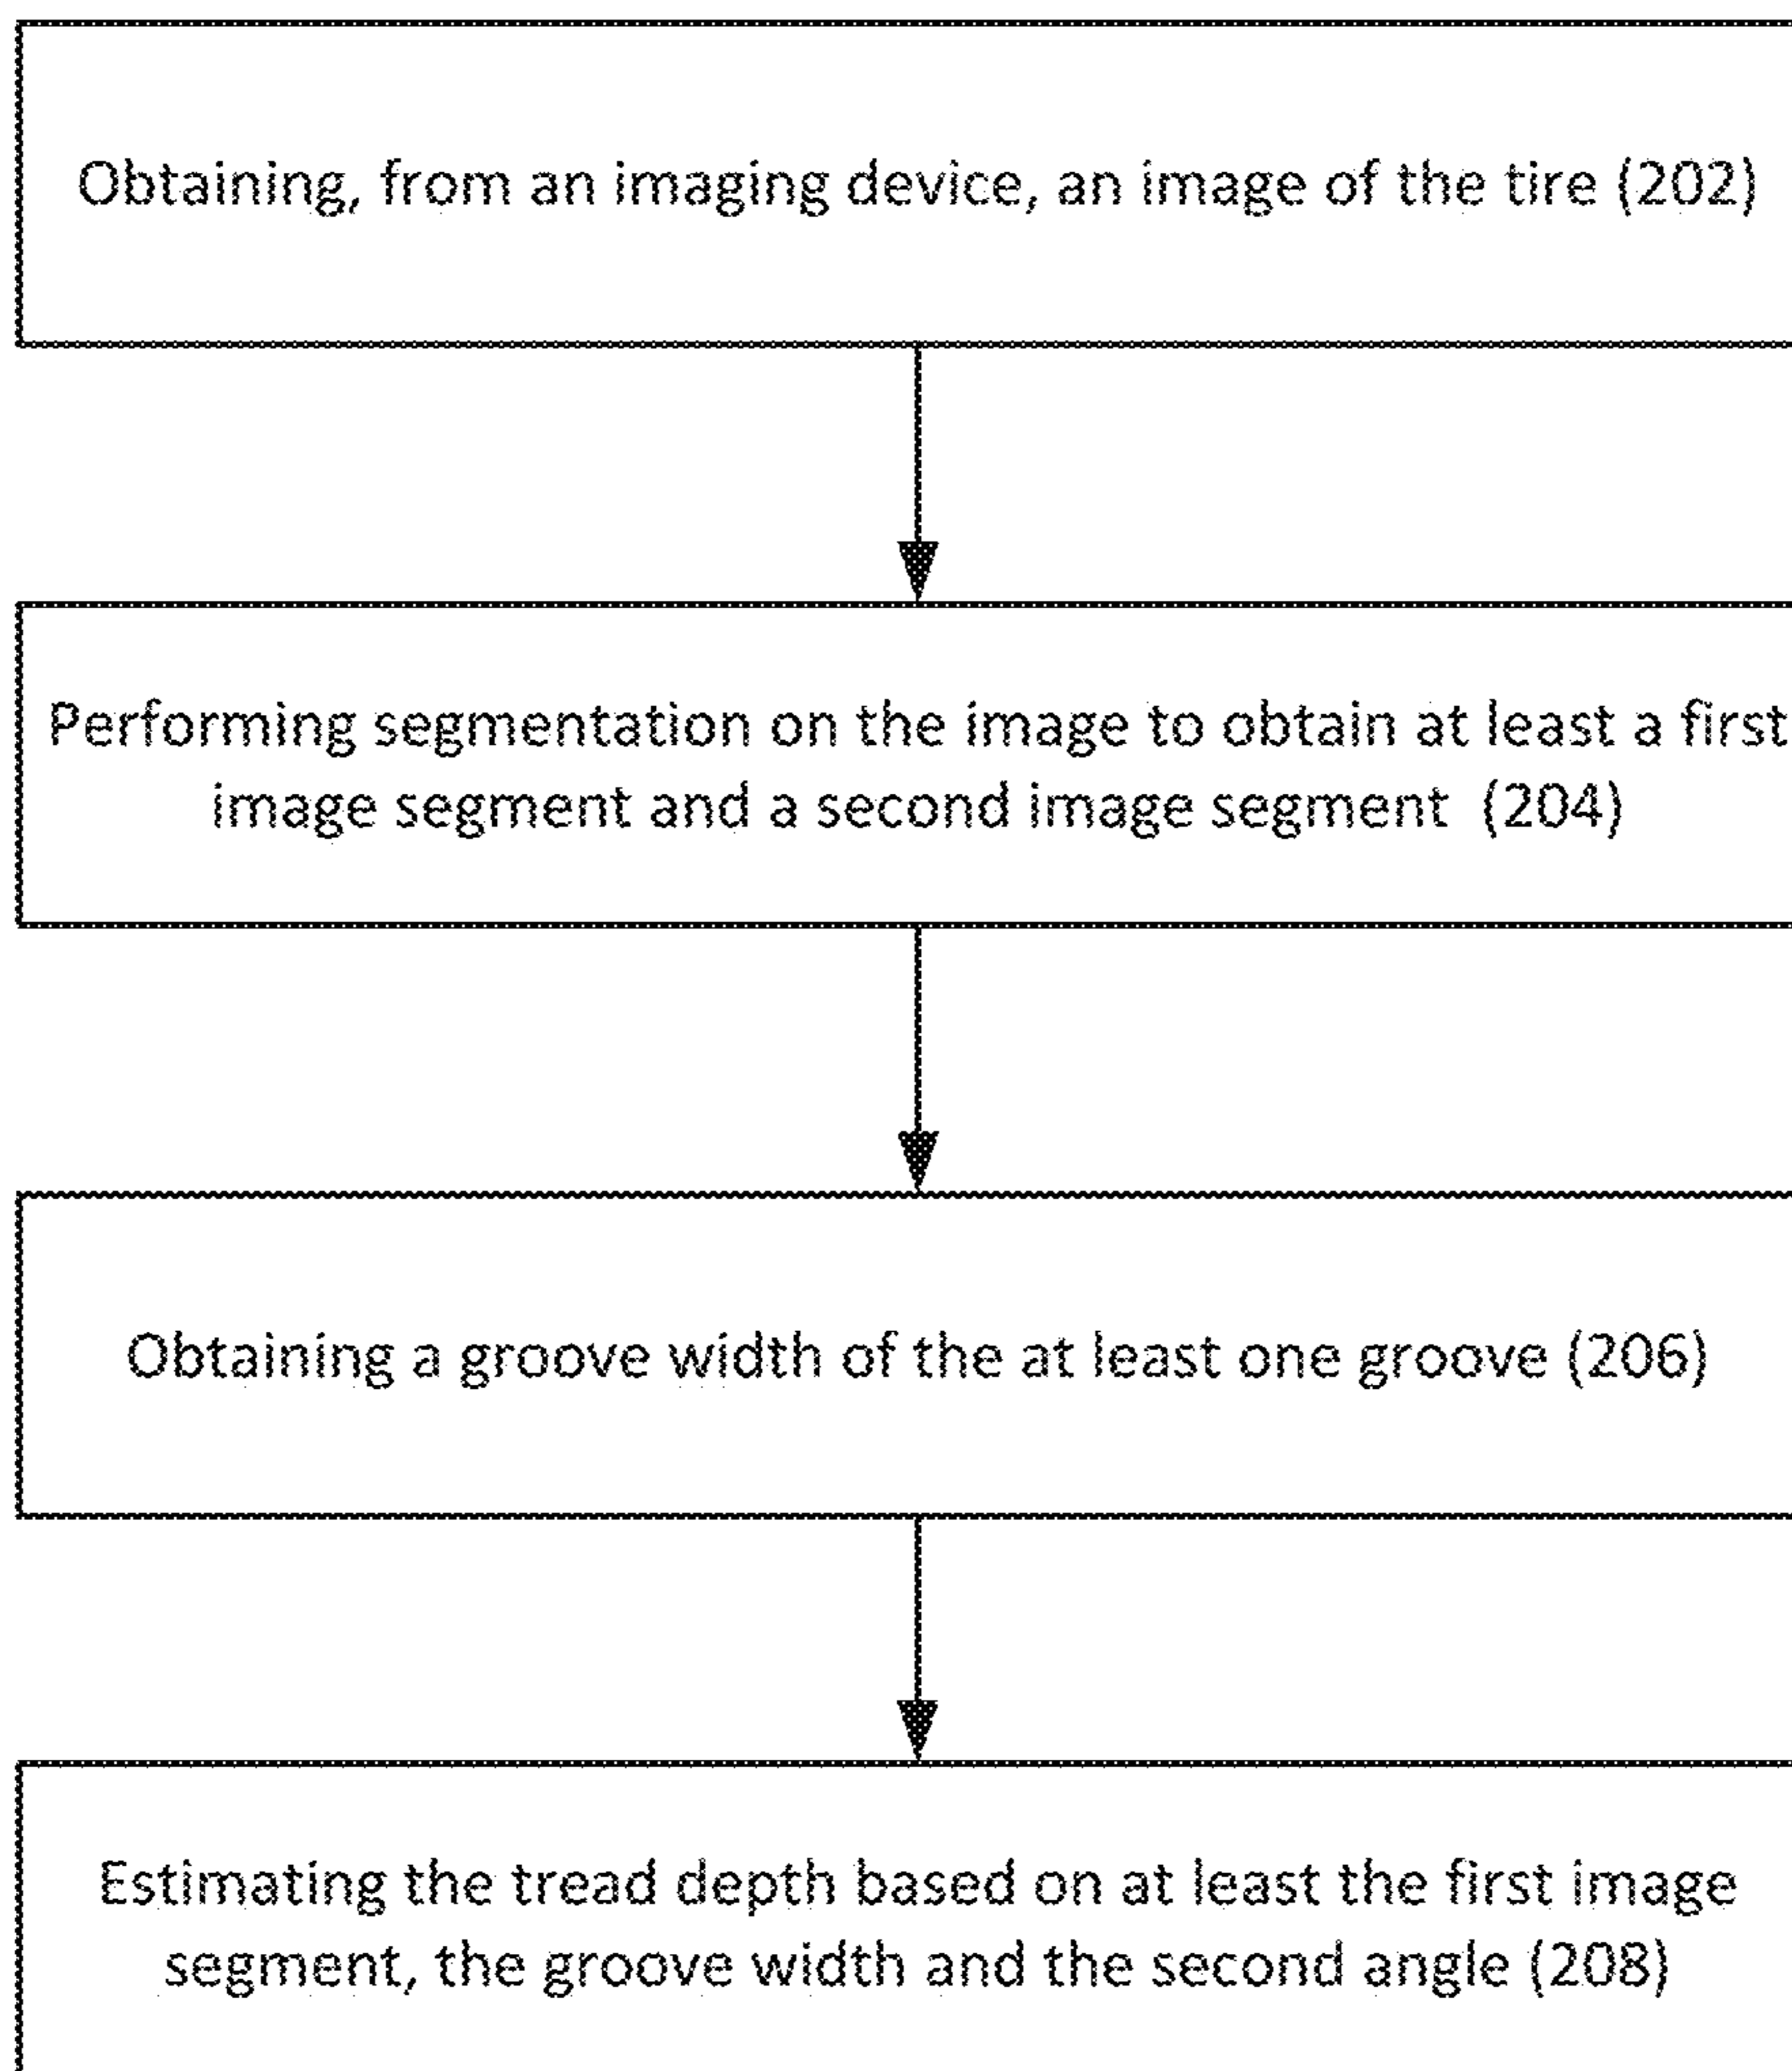 Obtaining, from an imaging device, an image of the tire (202)
Performing segmentation on the image to obtain at least a first
image segment and a second image segment (204)
Obtaining a groove width of the at least one groove (206)
Estimating the tread depth based on at least the first image
segment, the groove width and the second angle (208)